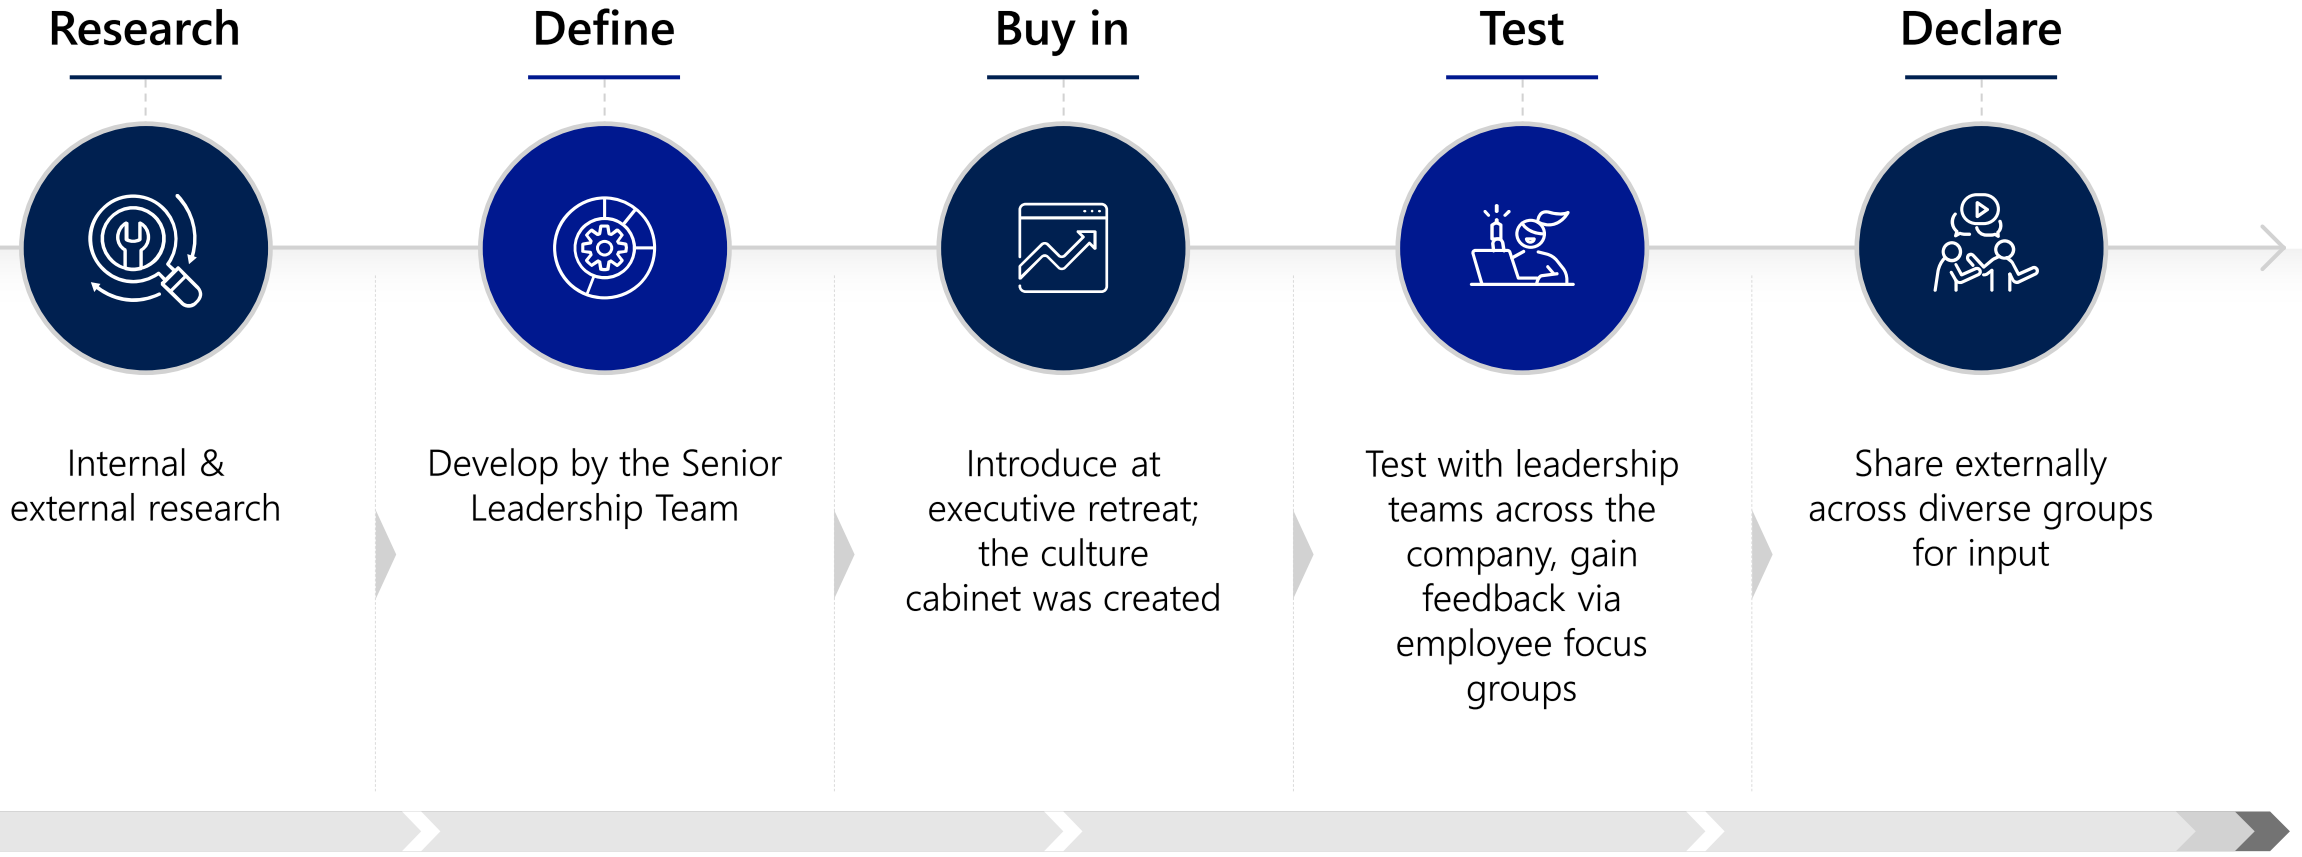 Research
Internal &
external research
Define
Develop by the Senior
Leadership Team
Buy in
Introduce at
executive retreat;
the culture
cabinet was created
Test
Test with leadership
teams across the
company, gain
feedback via
employee focus
groups
Declare
Share externally
across diverse groups
for input